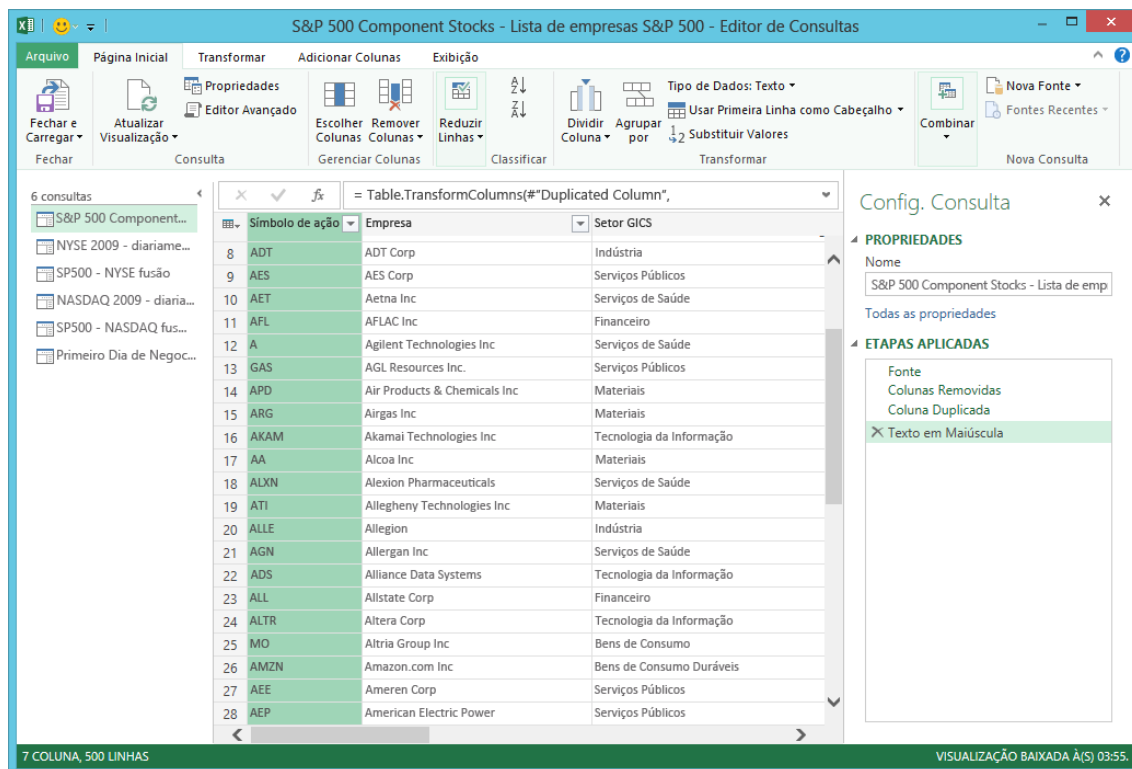 S&P 500 Component Stocks - Lista de empresas S&P 500 - Editor de Consultas
Arquivo Página Inicial Transformar Adicionar Colunas Exibição
Fechar e Carregar
Atualizar Visualização
Propriedades
Editor Avançado
Escolher Colunas
Remover Colunas
Reduzir Linhas
Dividir Coluna
Agrupar por
Tipo de Dados: Texto
Usar Primeira Linha como Cabeçalho
Substituir Valores
Combinar
Nova Fonte
Fontes Recentes
Fechar Consulta Gerenciar Colunas Classificar Transformar Nova Consulta
6 consultas
S&P 500 Component...
NYSE 2009 - diariame...
SP500 - NYSE fusão
NASDAQ 2009 - diaria...
SP500 - NASDAQ fus...
Primeiro Dia de Negoc...
fx = Table.TransformColumns(#"Duplicated Column",
Símbolo de ação Empresa Setor GICS
8 ADT ADT Corp Indústria
9 AES AES Corp Serviços Públicos
10 AET Aetna Inc Serviços de Saúde
11 AFL AFLAC Inc Financeiro
12 A Agilent Technologies Inc Serviços de Saúde
13 GAS AGL Resources Inc. Serviços Públicos
14 APD Air Products & Chemicals Inc Materiais
15 ARG Airgas Inc Materiais
16 AKAM Akamai Technologies Inc Tecnologia da Informação
17 AA Alcoa Inc Materiais
18 ALXN Alexion Pharmaceuticals Serviços de Saúde
19 ATI Allegheny Technologies Inc Materiais
20 ALLE Allegion Indústria
21 AGN Allergan Inc Serviços de Saúde
22 ADS Alliance Data Systems Tecnologia da Informação
23 ALL Allstate Corp Financeiro
24 ALTR Altera Corp Tecnologia da Informação
25 MO Altria Group Inc Bens de Consumo
26 AMZN Amazon.com Inc Bens de Consumo Duráveis
27 AEE Ameren Corp Serviços Públicos
28 AEP American Electric Power Serviços Públicos
Config. Consulta
PROPRIEDADES
Nome
S&P 500 Component Stocks - Lista de emp
Todas as propriedades
ETAPAS APLICADAS
Fonte
Colunas Removidas
Coluna Duplicada
Texto em Maiúscula
7 COLUNA, 500 LINHAS
VISUALIZAÇÃO BAIXADA À(S) 03:55.